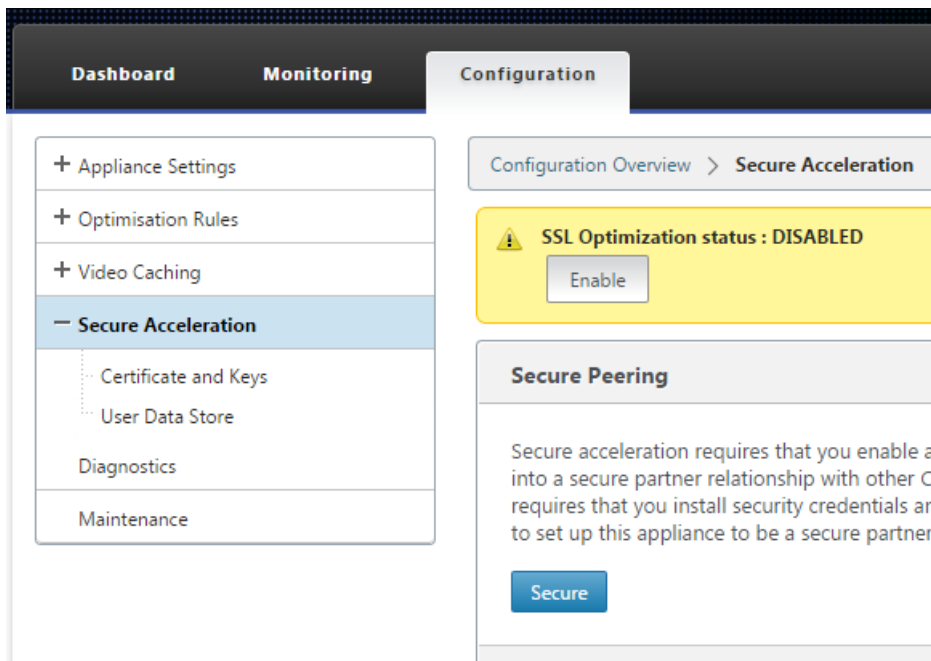 Dashboard Monitoring Configuration
Appliance Settings
Optimisation Rules
Video Caching
Secure Acceleration
Certificate and Keys
User Data Store
Diagnostics
Maintenance
Configuration Overview > Secure Acceleration
SSL Optimization status : DISABLED
Enable
Secure Peering
Secure acceleration requires that you enable
into a secure partner relationship with other
requires that you install security credentials
to set up this appliance to be a secure partner
Secure